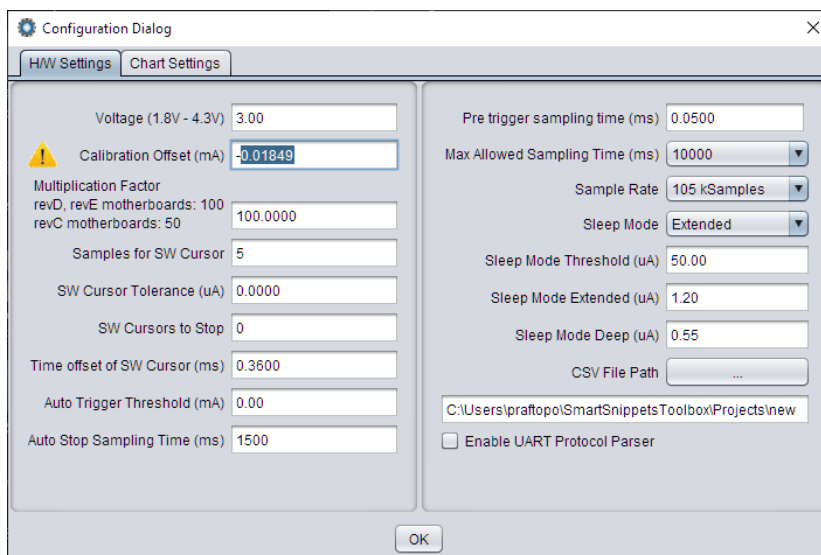 Configuration Dialog
H/W Settings
Chart Settings
Voltage (1.8V - 4.3V) 3.00
Calibration Offset (mA) -0.01849
Multiplication Factor
revD, revE motherboards: 100
revC motherboards: 50
100.0000
Samples for SW Cursor 5
SW Cursor Tolerance (uA) 0.0000
SW Cursors to Stop 0
Time offset of SW Cursor (ms) 0.3600
Auto Trigger Threshold (mA) 0.00
Auto Stop Sampling Time (ms) 1500
Pre trigger sampling time (ms) 0.0500
Max Allowed Sampling Time (ms) 10000
Sample Rate 105 kSamples
Sleep Mode Extended
Sleep Mode Threshold (uA) 50.00
Sleep Mode Extended (uA) 1.20
Sleep Mode Deep (uA) 0.55
CSV File Path ...
C:\Users\praftopo\SmartSnippetsToolbox\Projects\new
Enable UART Protocol Parser
OK